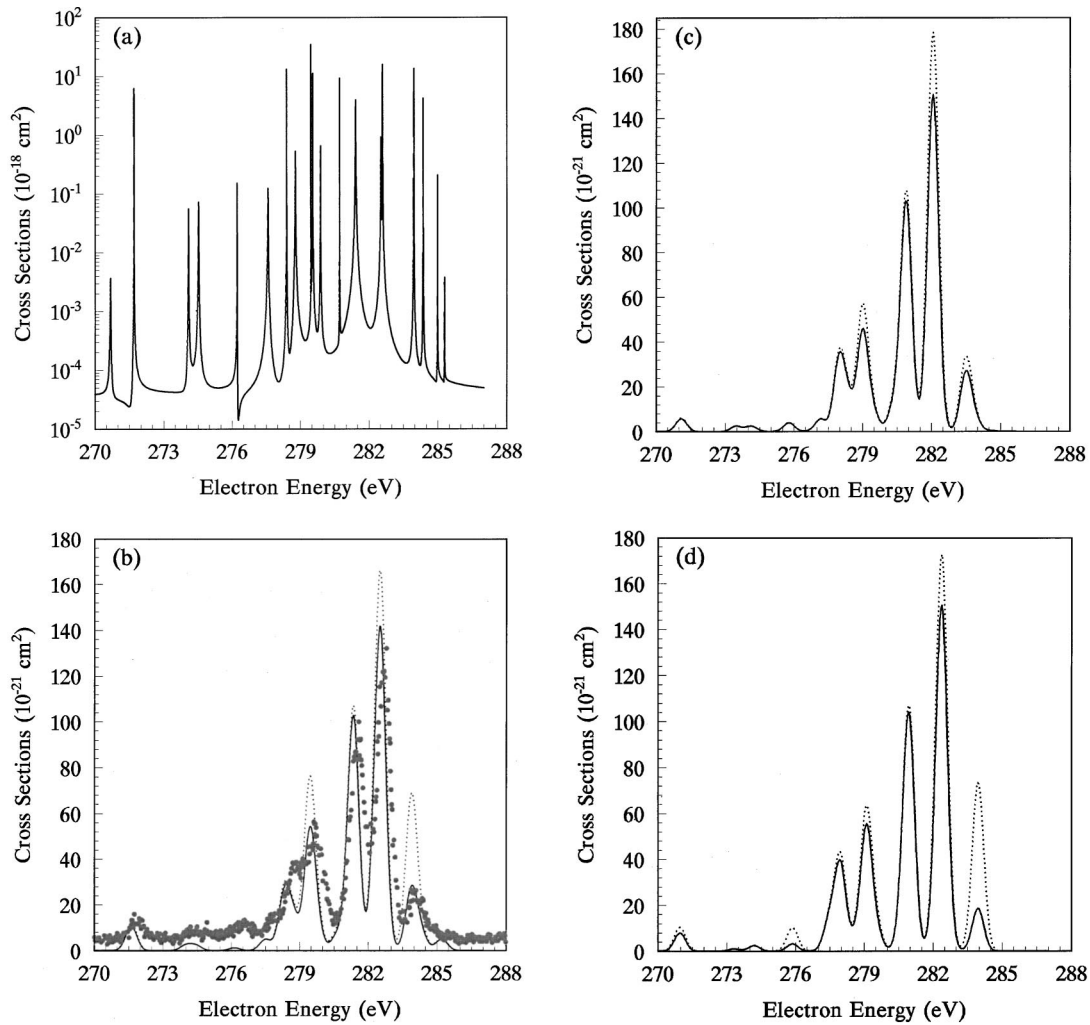 (a)
Cross Sections (10⁻¹⁸ cm²)
10²
10¹
10⁰
10⁻¹
10⁻²
10⁻³
10⁻⁴
10⁻⁵
270 273 276 279 282 285 288
Electron Energy (eV)
(c)
Cross Sections (10⁻²¹ cm²)
180
160
140
120
100
80
60
40
20
0
270 273 276 279 282 285 288
Electron Energy (eV)
(b)
Cross Sections (10⁻²¹ cm²)
180
160
140
120
100
80
60
40
20
0
270 273 276 279 282 285 288
Electron Energy (eV)
(d)
Cross Sections (10⁻²¹ cm²)
180
160
140
120
100
80
60
40
20
0
270 273 276 279 282 285 288
Electron Energy (eV)